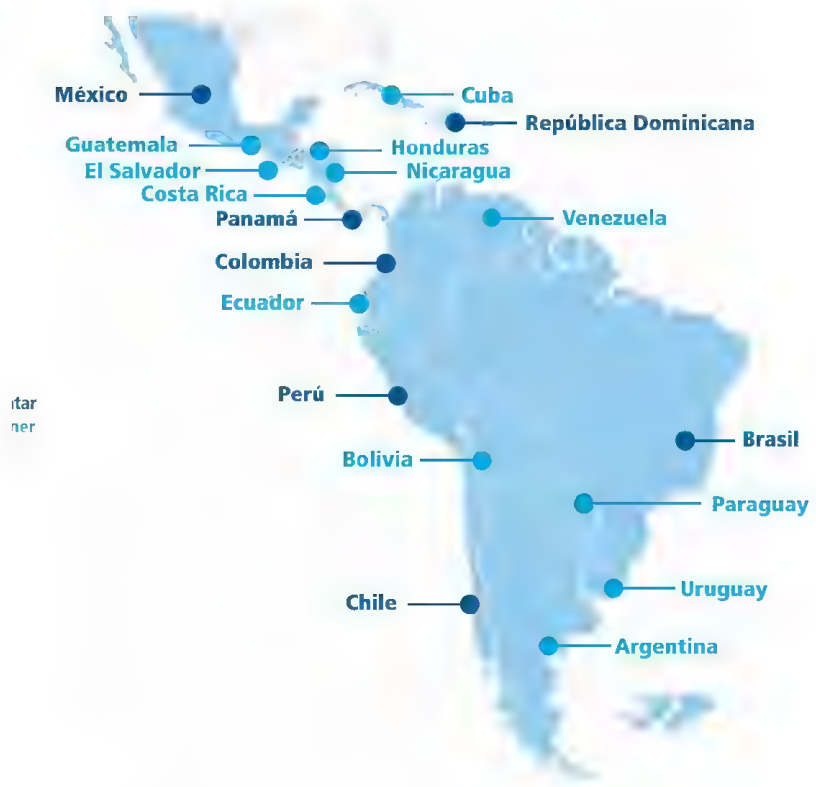 México
Cuba
República Dominicana
Guatemala
Honduras
El Salvador
Nicaragua
Costa Rica
Panamá
Venezuela
Colombia
Ecuador
Perú
Brasil
Bolivia
Paraguay
Uruguay
Chile
Argentina